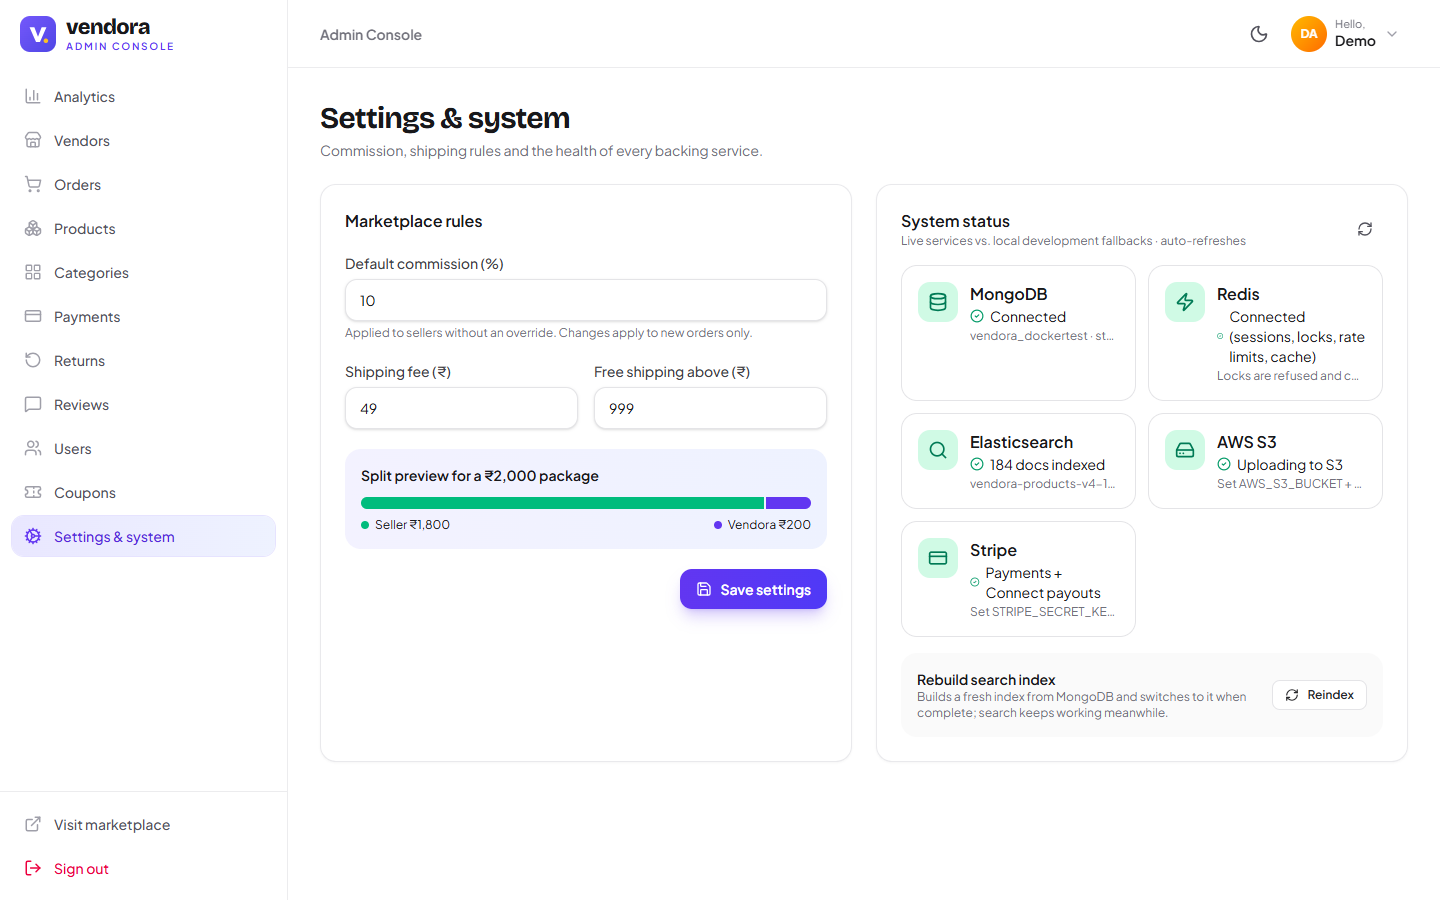 V.
vendora
ADMIN CONSOLE
Analytics
Vendors
Orders
Products
Categories
Payments
Returns
Reviews
Users
Coupons
Settings & system
Visit marketplace
Sign out
Admin Console
DA
Hello,
Demo
Settings & system
Commission, shipping rules and the health of every backing service.
Marketplace rules
Default commission (%)
10
Applied to sellers without an override. Changes apply to new orders only.
Shipping fee (₹)
Free shipping above (₹)
49
999
Split preview for a ₹2,000 package
Seller ₹1,800
Vendora ₹200
Save settings
System status
Live services vs. local development fallbacks · auto-refreshes
MongoDB
Connected
vendora_dockertest · st…
Redis
Connected
(sessions, locks, rate
limits, cache)
Locks are refused and c…
Elasticsearch
184 docs indexed
vendora-products-v4-1…
AWS S3
Uploading to S3
Set AWS_S3_BUCKET + …
Stripe
Payments +
Connect payouts
Set STRIPE_SECRET_KE…
Rebuild search index
Builds a fresh index from MongoDB and switches to it when
complete; search keeps working meanwhile.
Reindex